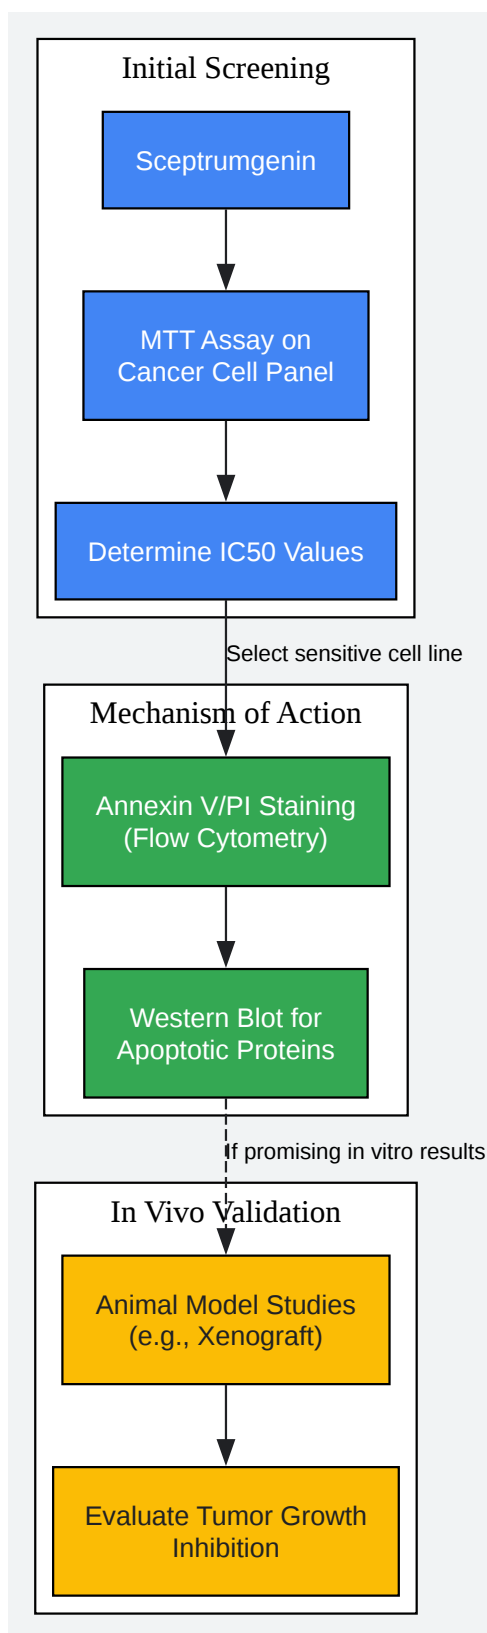 Initial Screening
Sceptrumgenin
MTT Assay on
Cancer Cell Panel
Determine IC50 Values
Select sensitive cell line
Mechanism of Action
Annexin V/PI Staining
(Flow Cytometry)
Western Blot for
Apoptotic Proteins
If promising in vitro results
In Vivo Validation
Animal Model Studies
(e.g., Xenograft)
Evaluate Tumor Growth
Inhibition